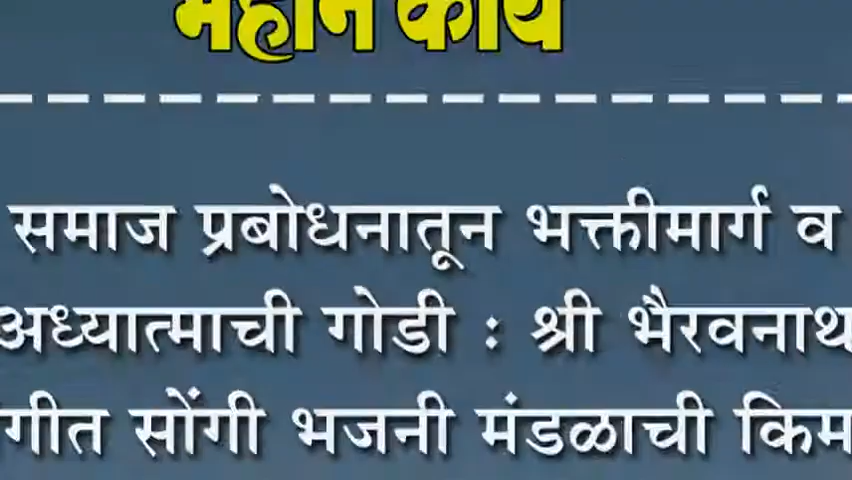 महान कार्य
समाज प्रबोधनातून भक्तीमार्ग व
अध्यात्माची गोडी : श्री भैरवनाथ
गीत सोंगी भजनी मंडळाची किम